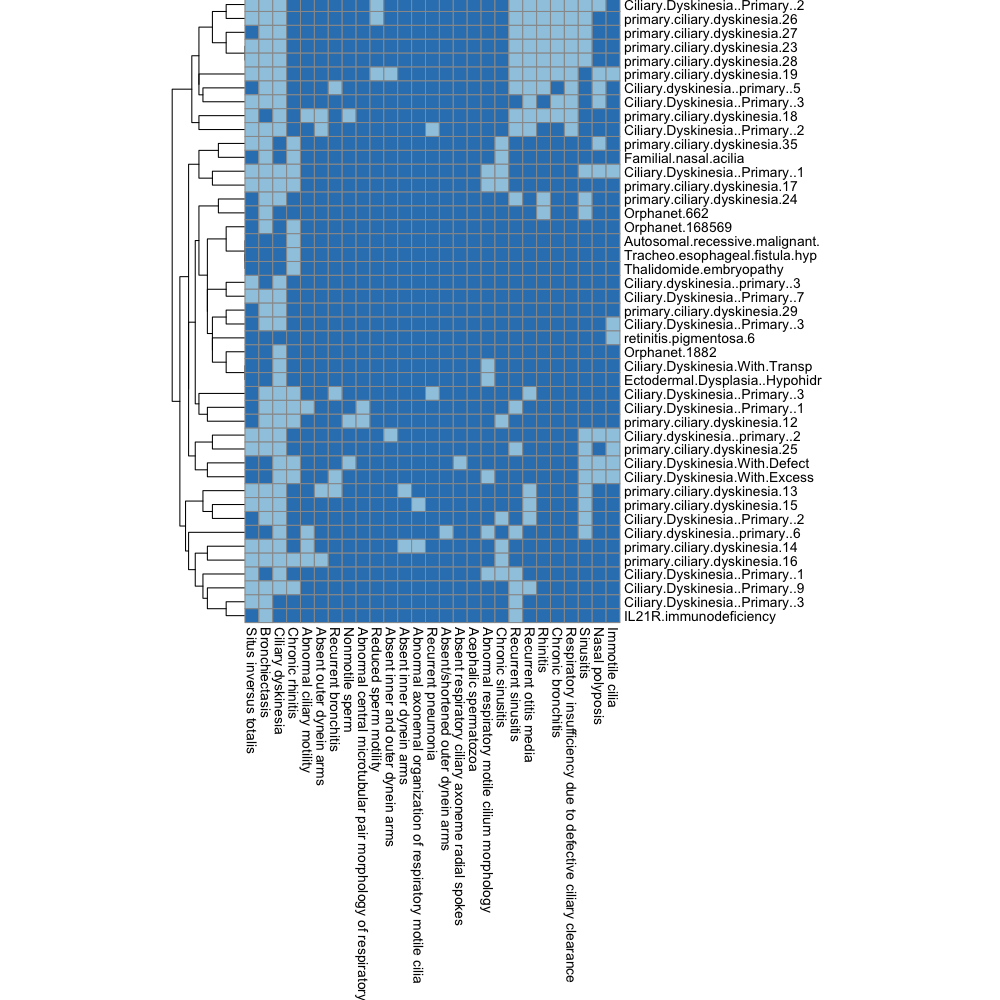 Ciliary.Dyskinesia..Primary..2
primary.ciliary.dyskinesia.26
primary.ciliary.dyskinesia.27
primary.ciliary.dyskinesia.23
primary.ciliary.dyskinesia.28
primary.ciliary.dyskinesia.19
Ciliary.dyskinesia..primary..5
Ciliary.Dyskinesia..Primary..3
primary.ciliary.dyskinesia.18
Ciliary.Dyskinesia..Primary..2
primary.ciliary.dyskinesia.35
Familial.nasal.acilia
Ciliary.Dyskinesia..Primary..1
primary.ciliary.dyskinesia.17
primary.ciliary.dyskinesia.24
Orphanet.662
Orphanet.168569
Autosomal.recessive.malignant.
Tracheo.esophageal.fistula.hyp
Thalidomide.embryopathy
Ciliary.dyskinesia..primary..3
Ciliary.Dyskinesia..Primary..7
primary.ciliary.dyskinesia.29
Ciliary.Dyskinesia..Primary..3
retinitis.pigmentosa.6
Orphanet.1882
Ciliary.Dyskinesia.With.Transp
Ectodermal.Dysplasia..Hypohidr
Ciliary.Dyskinesia..Primary..3
Ciliary.Dyskinesia..Primary..1
primary.ciliary.dyskinesia.12
Ciliary.dyskinesia..primary..2
primary.ciliary.dyskinesia.25
Ciliary.Dyskinesia.With.Defect
Ciliary.Dyskinesia.With.Excess
primary.ciliary.dyskinesia.13
primary.ciliary.dyskinesia.15
Ciliary.Dyskinesia..Primary..2
Ciliary.dyskinesia..primary..6
primary.ciliary.dyskinesia.14
primary.ciliary.dyskinesia.16
Ciliary.Dyskinesia..Primary..1
Ciliary.Dyskinesia..Primary..9
Ciliary.Dyskinesia..Primary..3
IL21R.immunodeficiency
Situs inversus totalis
Bronchiectasis
Ciliary dyskinesia
Chronic rhinitis
Abnormal ciliary motility
Absent outer dynein arms
Recurrent bronchitis
Nonmotile sperm
Abnormal central microtubular pair morphology of respiratory
Reduced sperm motility
Absent inner and outer dynein arms
Absent inner dynein arms
Abnormal axonemal organization of respiratory motile cilia
Recurrent pneumonia
Absent/shortened outer dynein arms
Absent respiratory ciliary axoneme radial spokes
Acephalic spermatozoa
Abnormal respiratory motile cilium morphology
Chronic sinusitis
Recurrent sinusitis
Recurrent otitis media
Rhinitis
Chronic bronchitis
Respiratory insufficiency due to defective ciliary clearance
Sinusitis
Nasal polyposis
Immotile cilia